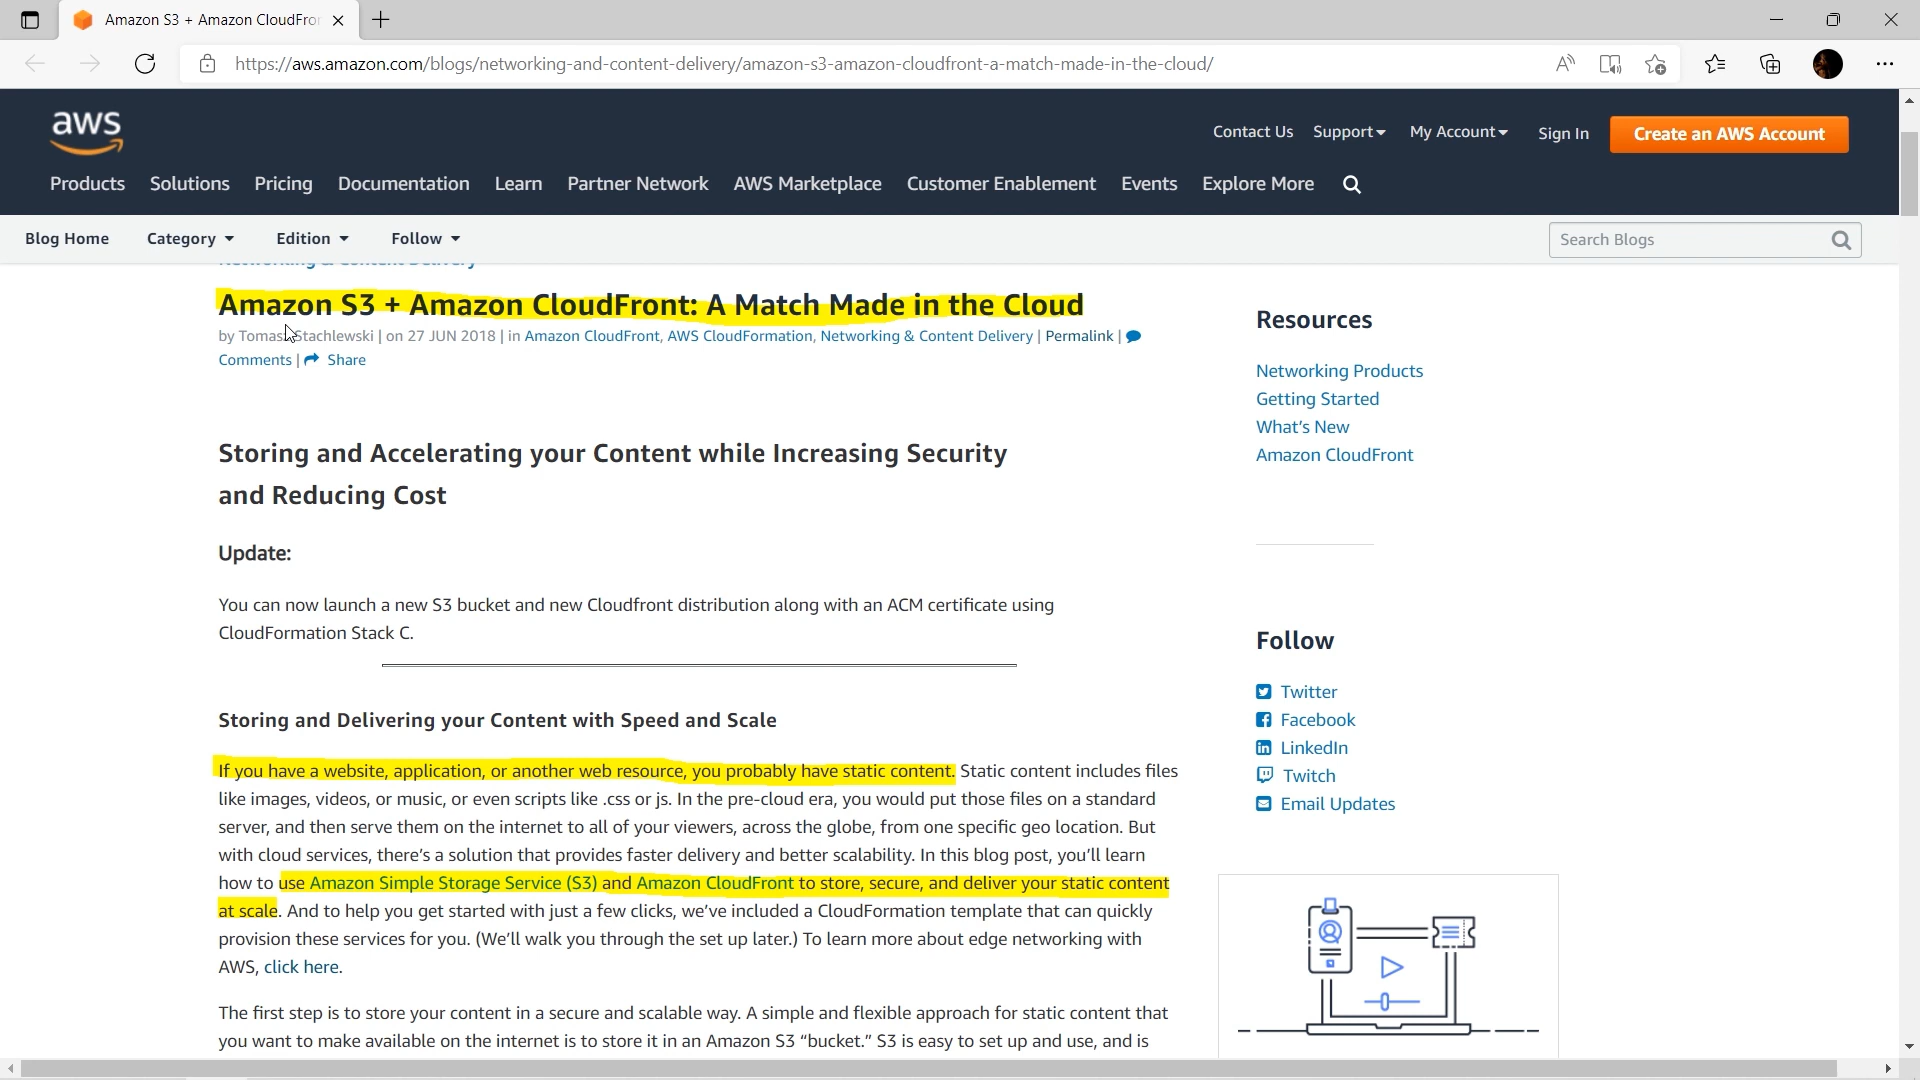 Amazon S3 + Amazon CloudFro
https://aws.amazon.com/blogs/networking-and-content-delivery/amazon-s3-amazon-cloudfront-a-match-made-in-the-cloud/
aws
Contact Us Support My Account Sign In Create an AWS Account
Products Solutions Pricing Documentation Learn Partner Network AWS Marketplace Customer Enablement Events Explore More
Blog Home Category Edition Follow Search Blogs
Networking & Content Delivery
Amazon S3 + Amazon CloudFront: A Match Made in the Cloud
by Tomasz Stachlewski | on 27 JUN 2018 | in Amazon CloudFront, AWS CloudFormation, Networking & Content Delivery | Permalink |
Comments | Share
Storing and Accelerating your Content while Increasing Security
and Reducing Cost
Update:
You can now launch a new S3 bucket and new Cloudfront distribution along with an ACM certificate using
CloudFormation Stack C.
Storing and Delivering your Content with Speed and Scale
If you have a website, application, or another web resource, you probably have static content. Static content includes files
like images, videos, or music, or even scripts like .css or js. In the pre-cloud era, you would put those files on a standard
server, and then serve them on the internet to all of your viewers, across the globe, from one specific geo location. But
with cloud services, there's a solution that provides faster delivery and better scalability. In this blog post, you'll learn
how to use Amazon Simple Storage Service (S3) and Amazon CloudFront to store, secure, and deliver your static content
at scale. And to help you get started with just a few clicks, we've included a CloudFormation template that can quickly
provision these services for you. (We'll walk you through the set up later.) To learn more about edge networking with
AWS, click here.
The first step is to store your content in a secure and scalable way. A simple and flexible approach for static content that
you want to make available on the internet is to store it in an Amazon S3 “bucket.” S3 is easy to set up and use, and is
Resources
Networking Products
Getting Started
What's New
Amazon CloudFront
Follow
Twitter
Facebook
LinkedIn
Twitch
Email Updates